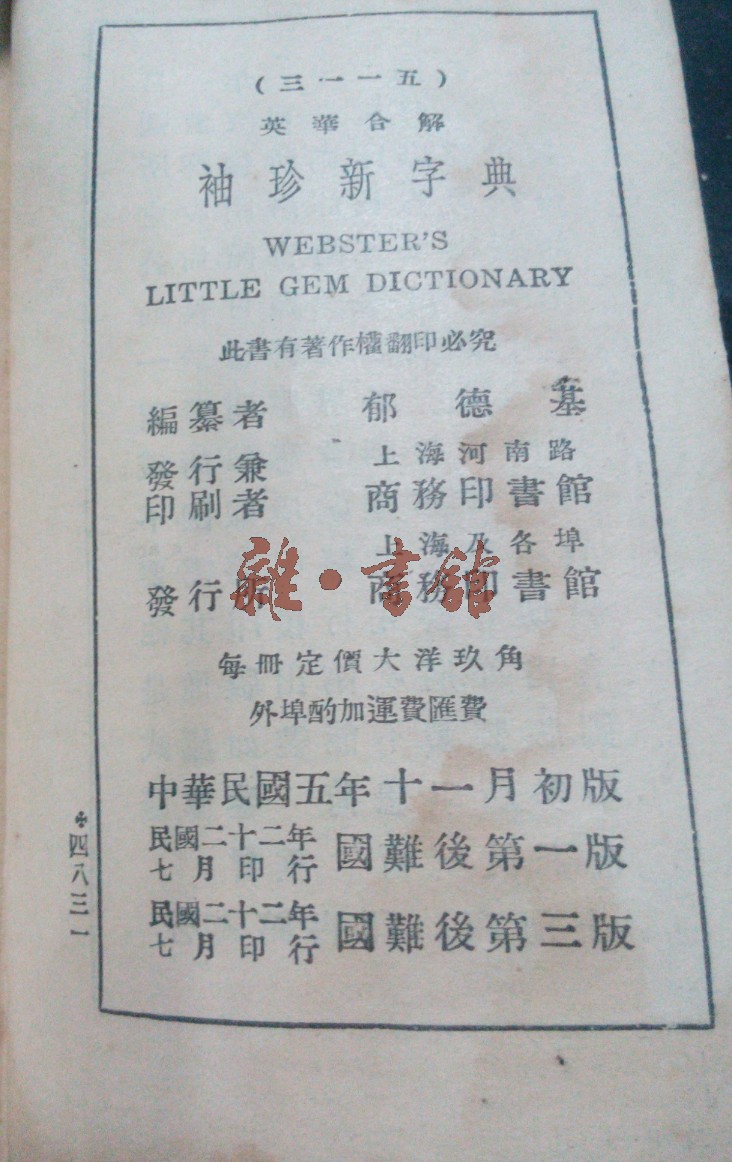 （三一一五）
英華合解
袖珍新字典
WEBSTER'S
LITTLE GEM DICTIONARY
此書有著作權翻印必究
編纂者 郁德基
發行兼 上海河南路
印刷者 商務印書館
上海及各埠
發行所 商務印書館
雜·書館
每冊定價大洋玖角
外埠酌加運費匯費
中華民國五年十一月初版
民國二十二年
七月印行 國難後第一版
民國二十二年
七月印行 國難後第三版
四八三一